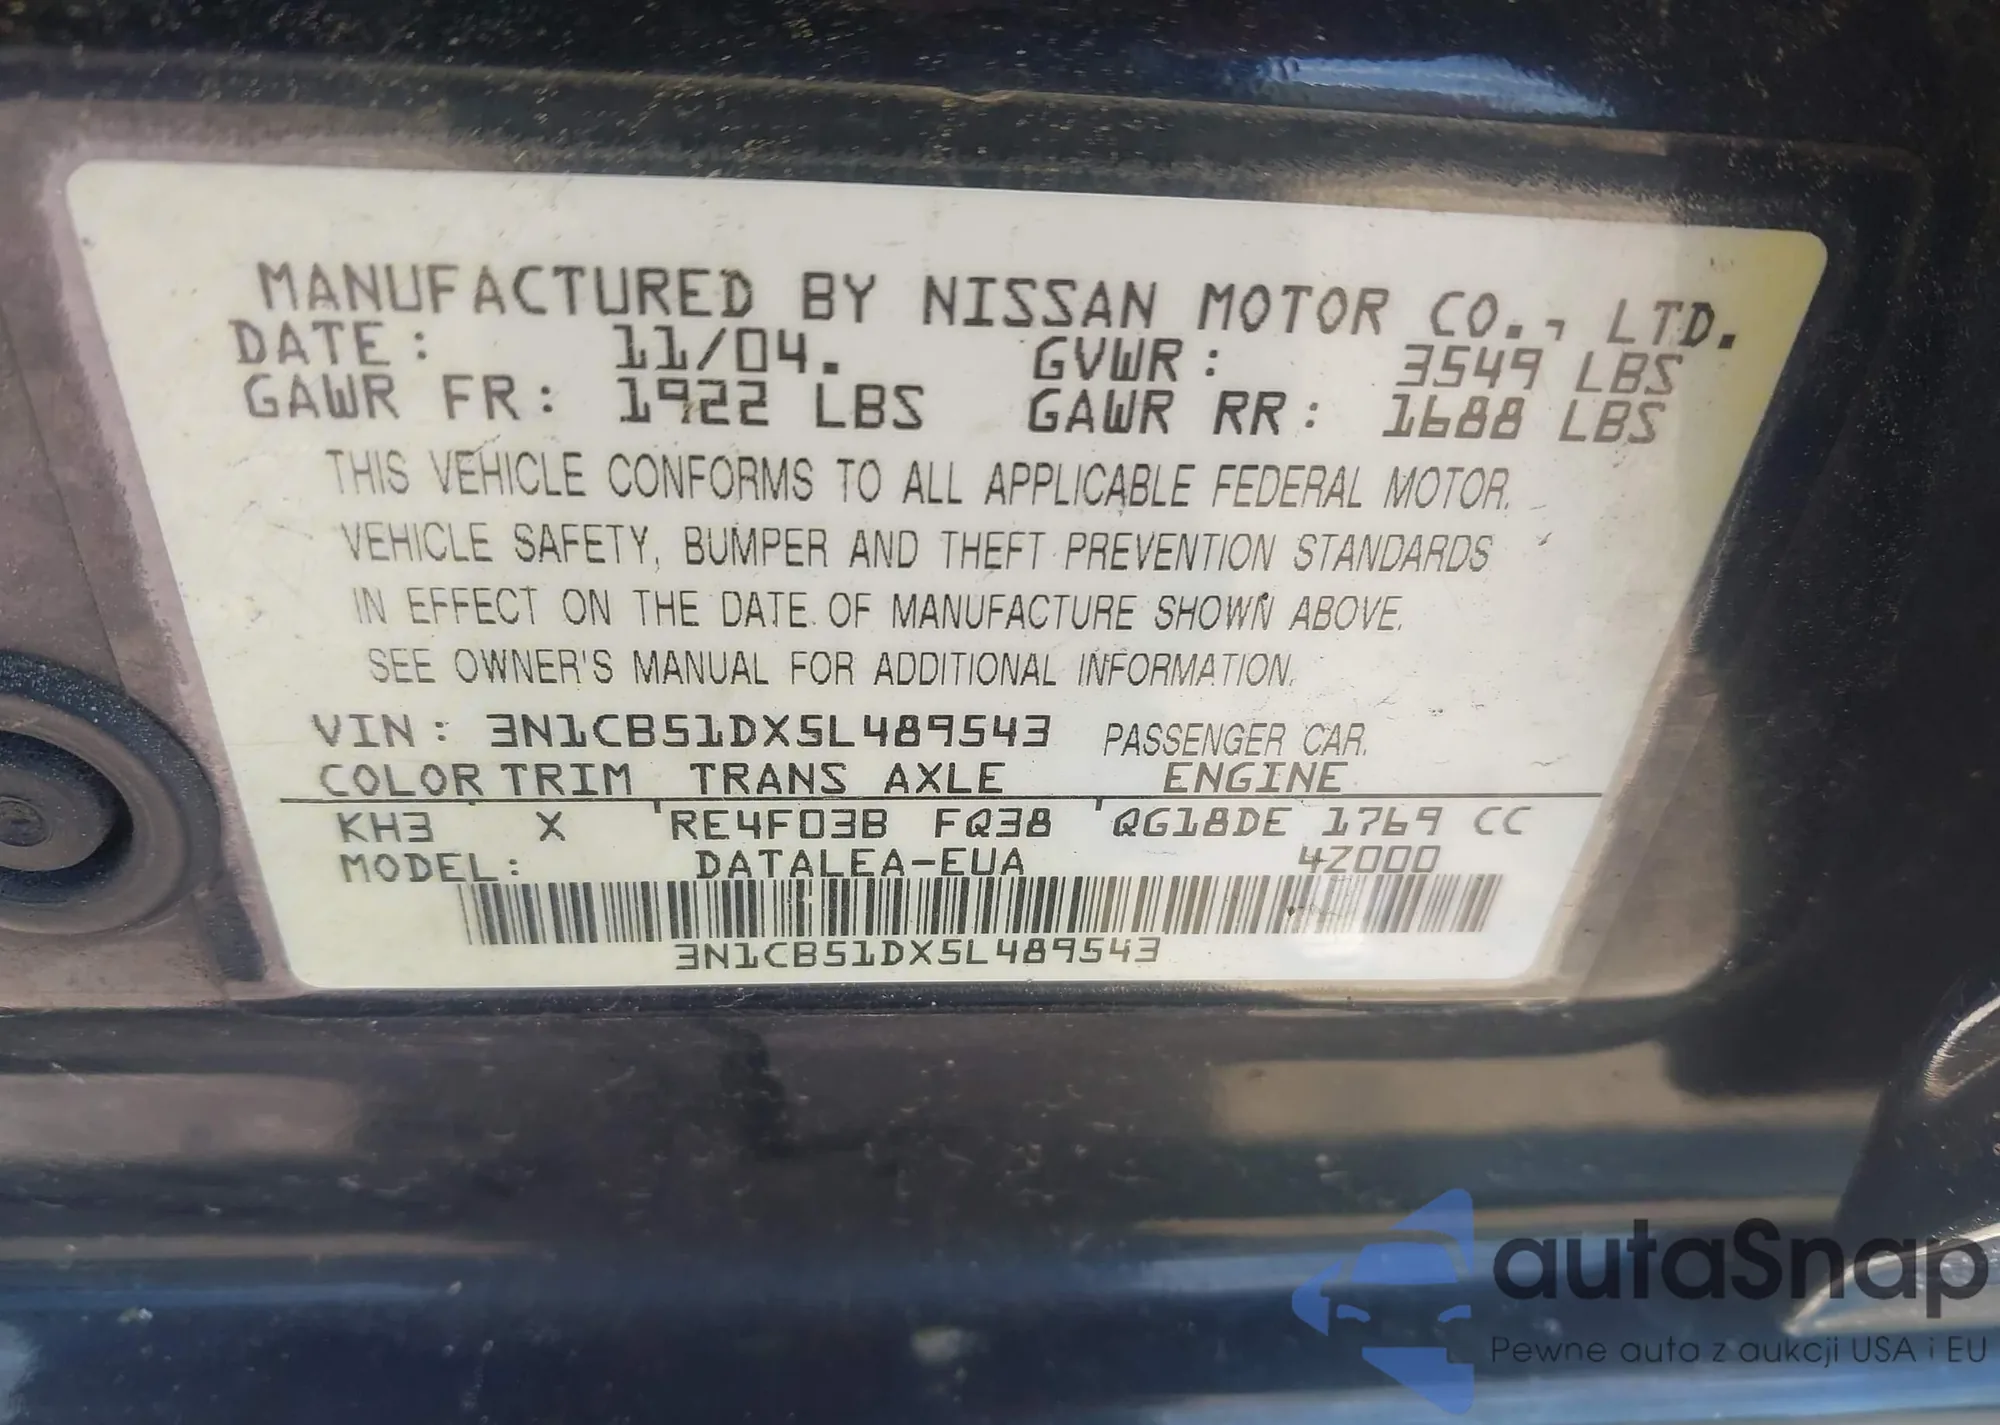 MANUFACTURED BY NISSAN MOTOR CO., LTD.
DATE: 11/04. GVWR: 3549 LBS
GAWR FR: 1922 LBS GAWR RR: 1688 LBS
THIS VEHICLE CONFORMS TO ALL APPLICABLE FEDERAL MOTOR
VEHICLE SAFETY, BUMPER AND THEFT PREVENTION STANDARDS
IN EFFECT ON THE DATE OF MANUFACTURE SHOWN ABOVE.
SEE OWNER'S MANUAL FOR ADDITIONAL INFORMATION.
VIN: 3N1CB51DX5L489543 PASSENGER CAR
COLOR TRIM TRANS AXLE ENGINE
KH3 X RE4F03B FQ38 QG18DE 1769 CC
MODEL: DATALEA-EUA 4Z000
3N1CB51DX5L489543
autaSnap
Pewne auta z aukcji USA i EU